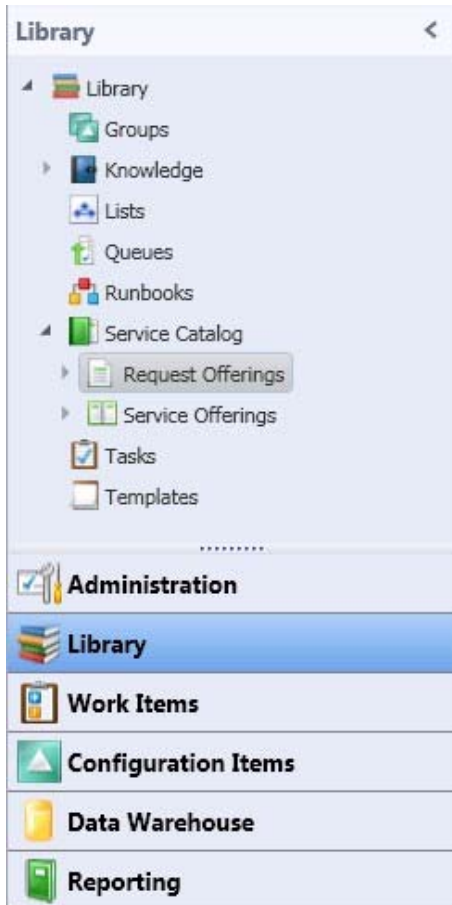 Library
Library
Groups
Knowledge
Lists
Queues
Runbooks
Service Catalog
Request Offerings
Service Offerings
Tasks
Templates
Administration
Library
Work Items
Configuration Items
Data Warehouse
Reporting